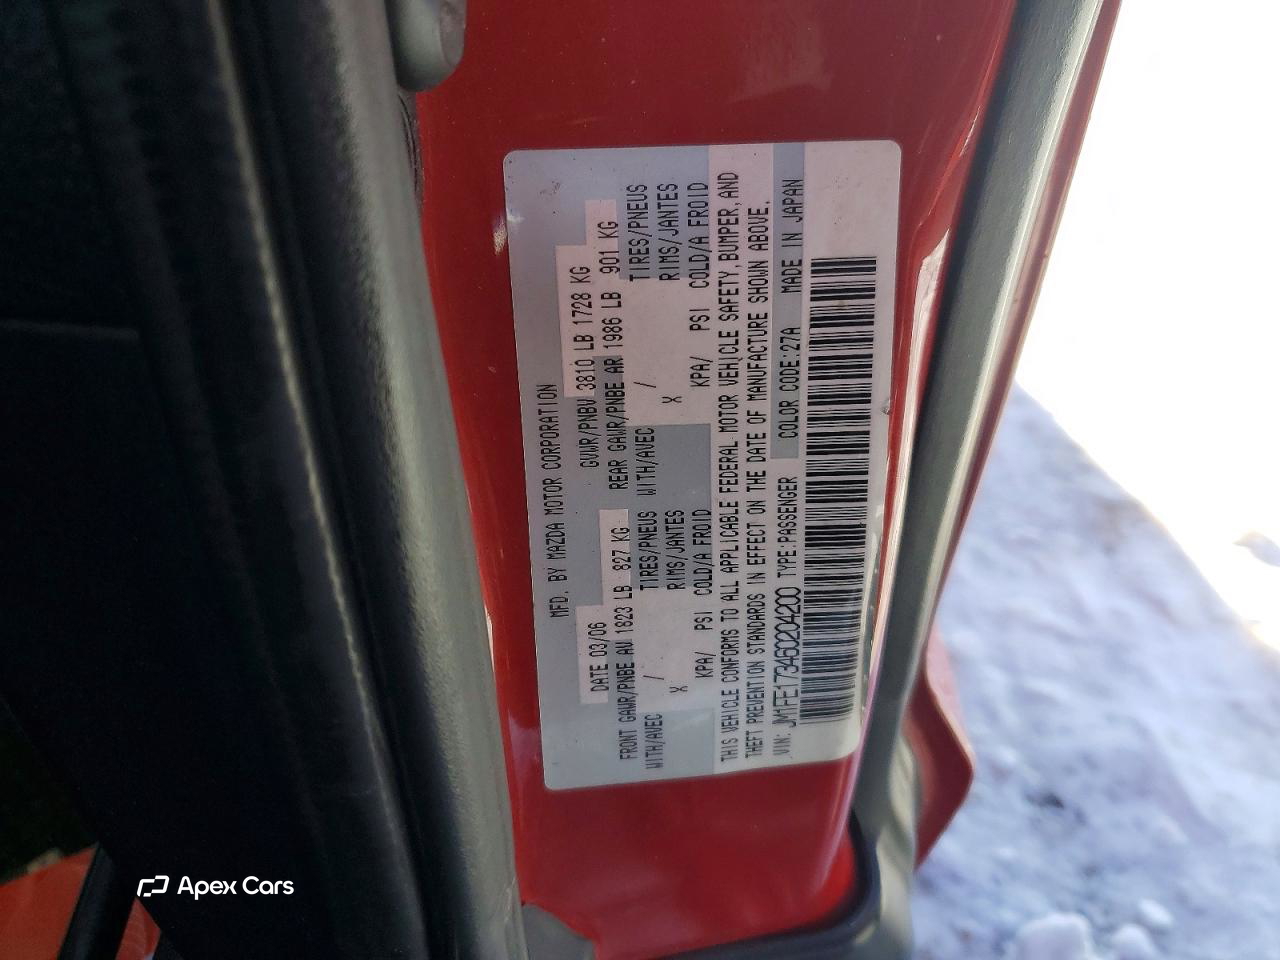 MFD. BY MAZDA MOTOR CORPORATION
DATE 03/06 GVWR/PNBV 3810 LB 1728 KG
FRONT GAWR/PNBE AV 1823 LB 827 KG REAR GAWR/PNBE AR 1986 LB 901 KG
WITH/AVEC / TIRES/PNEUS WITH/AVEC / TIRES/PNEUS
X RIMS/JANTES X RIMS/JANTES
KPA/ PSI COLD/A FROID KPA/ PSI COLD/A FROID
THIS VEHICLE CONFORMS TO ALL APPLICABLE FEDERAL MOTOR VEHICLE SAFETY, BUMPER, AND
THEFT PREVENTION STANDARDS IN EFFECT ON THE DATE OF MANUFACTURE SHOWN ABOVE.
VIN: JM1FE173460204200 TYPE:PASSENGER COLOR CODE:27A MADE IN JAPAN
Apex Cars